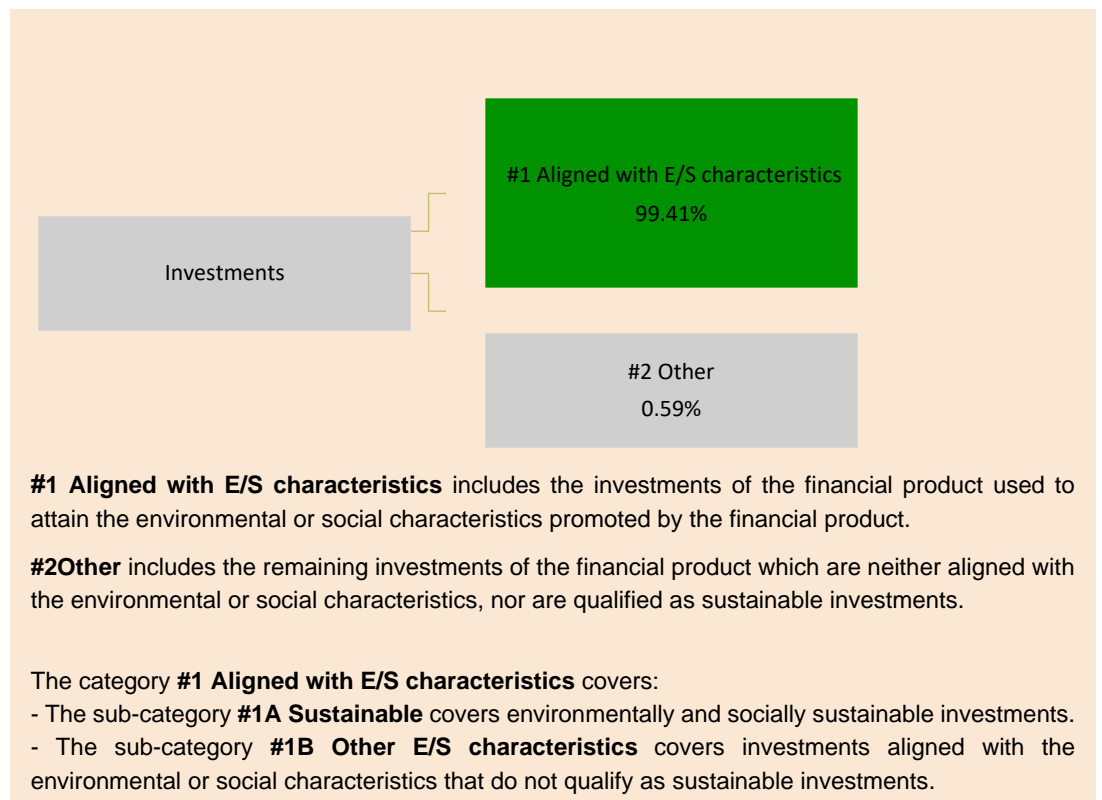 #1 Aligned with E/S characteristics
99.41%
Investments
#2 Other
0.59%
#1 Aligned with E/S characteristics includes the investments of the financial product used to
attain the environmental or social characteristics promoted by the financial product.
#2Other includes the remaining investments of the financial product which are neither aligned with
the environmental or social characteristics, nor are qualified as sustainable investments.
The category #1 Aligned with E/S characteristics covers:
- The sub-category #1A Sustainable covers environmentally and socially sustainable investments.
- The sub-category #1B Other E/S characteristics covers investments aligned with the
environmental or social characteristics that do not qualify as sustainable investments.